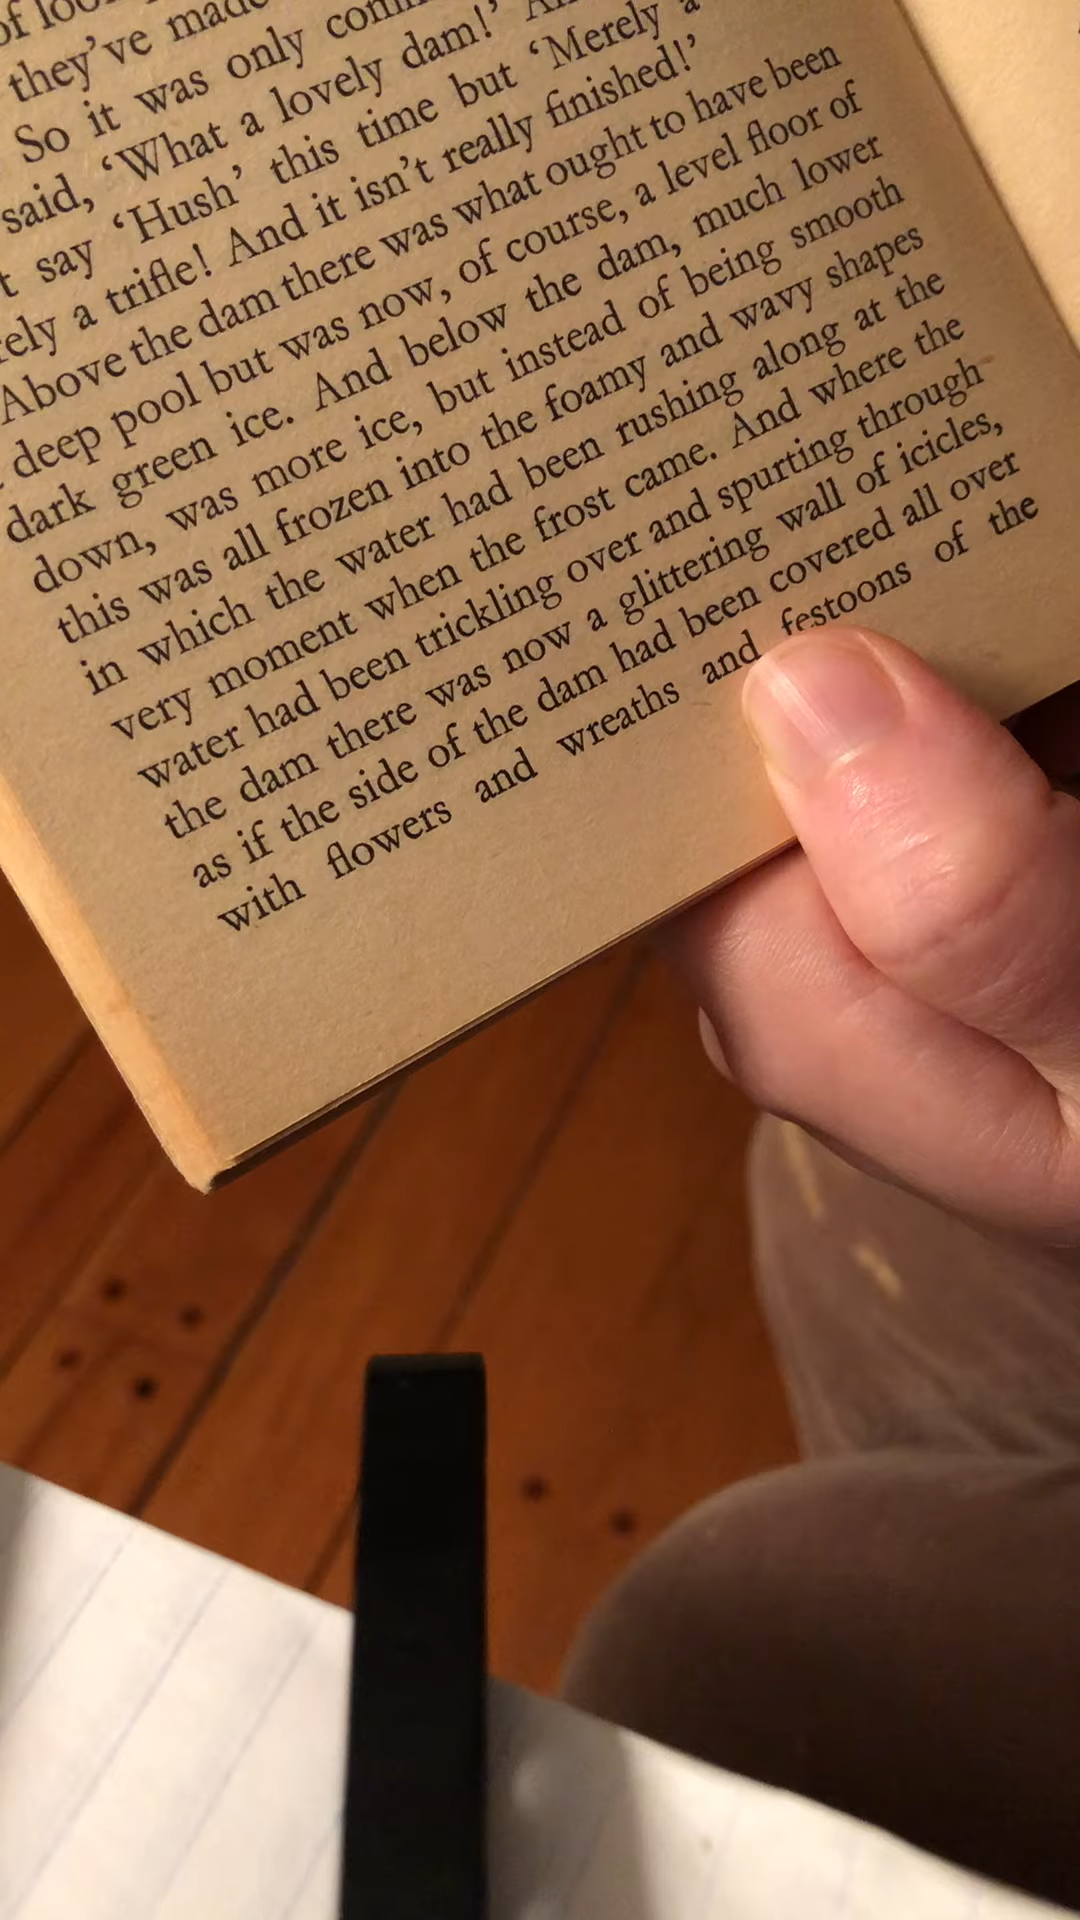 of
they've made
So it was only
said, 'What a lovely dam!'
say 'Hush' this time but 'Merely a
a trifle! And it isn't really finished!'
Above the dam there was what ought to have been
deep pool but was now, of course, a level floor of
dark green ice. And below the dam, much lower
down, was more ice, but instead of being smooth
this was all frozen into the foamy and wavy shapes
in which the water had been rushing along at the
very moment when the frost came. And where the
water had been trickling over and spurting through
the dam there was now a glittering wall of icicles,
as if the side of the dam had been covered all over
with flowers and wreaths and festoons of the